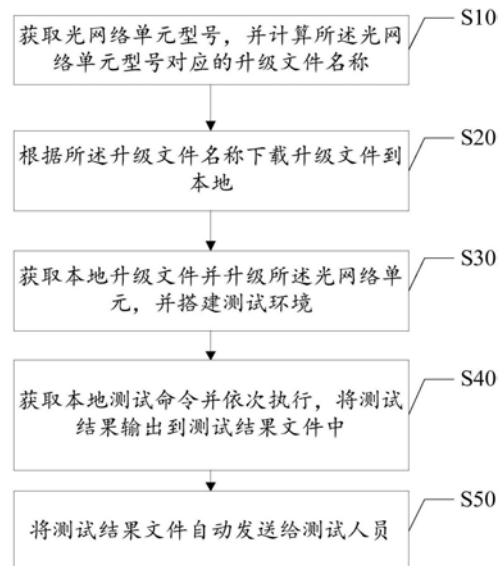 S10
获取光网络单元型号，并计算所述光网
络单元型号对应的升级文件名称
S20
根据所述升级文件名称下载升级文件到
本地
S30
获取本地升级文件并升级所述光网络单
元，并搭建测试环境
S40
获取本地测试命令并依次执行，将测试
结果输出到测试结果文件中
S50
将测试结果文件自动发送给测试人员